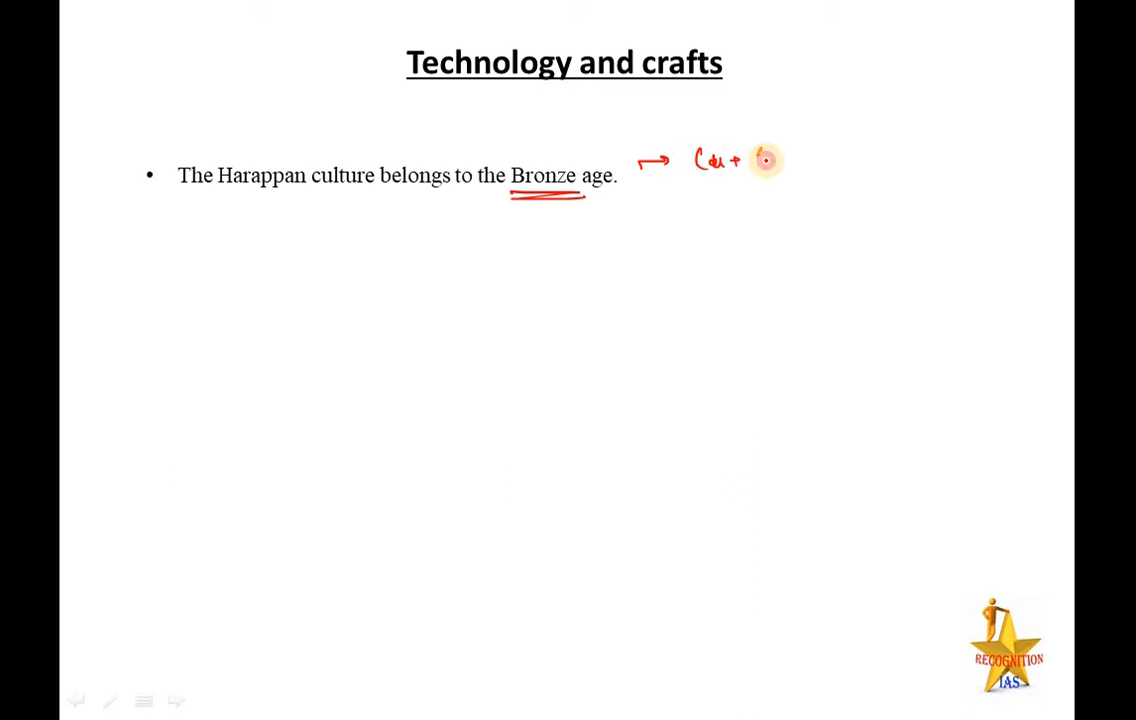 Technology and crafts
• The Harappan culture belongs to the Bronze age. → (Cu +
RECOGNITION
IAS